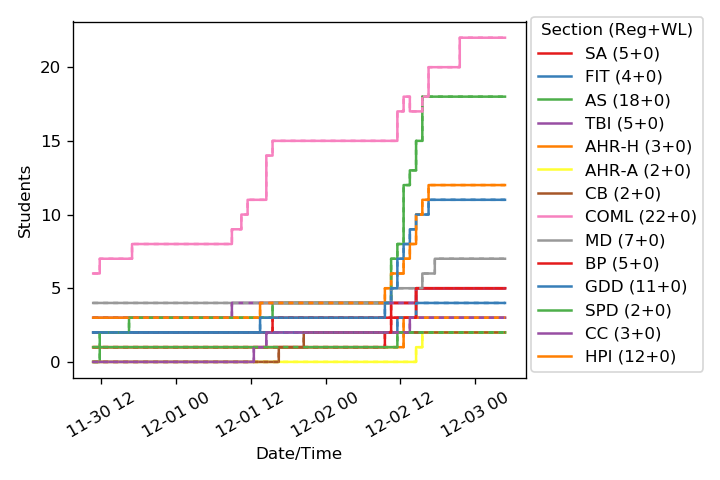 Section (Reg+WL)
SA (5+0)
FIT (4+0)
AS (18+0)
TBI (5+0)
AHR-H (3+0)
AHR-A (2+0)
CB (2+0)
COML (22+0)
MD (7+0)
BP (5+0)
GDD (11+0)
SPD (2+0)
CC (3+0)
HPI (12+0)
Students
20
15
10
5
0
11-30 12
12-01 00
12-01 12
12-02 00
12-02 12
12-03 00
Date/Time